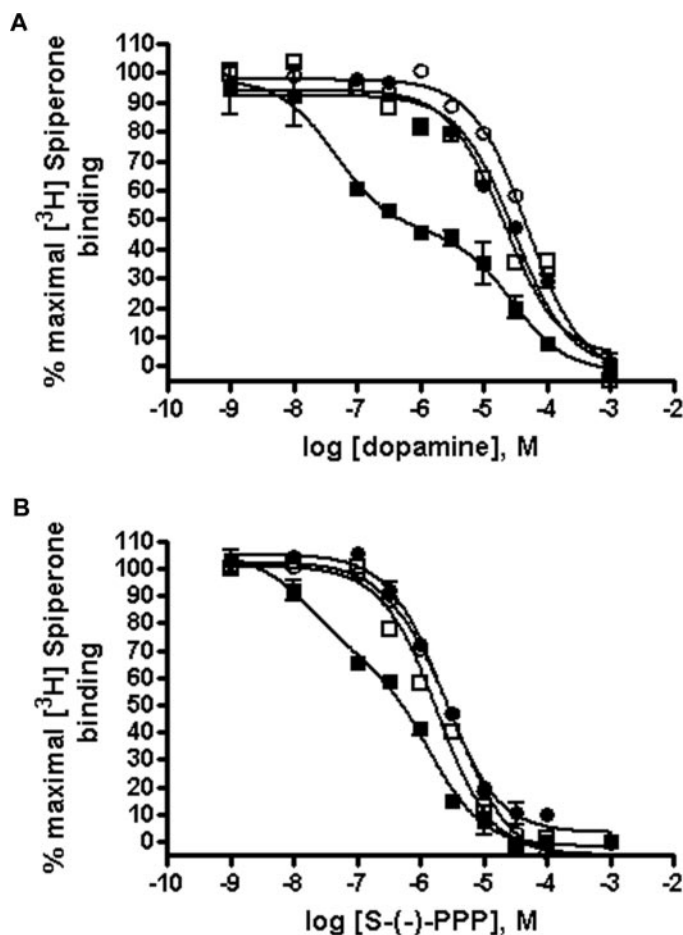 A
% maximal [³H] Spiperone
binding
110
100
90
80
70
60
50
40
30
20
10
0
-10 -9 -8 -7 -6 -5 -4 -3 -2
log [dopamine], M
B
% maximal [³H] Spiperone
binding
110
100
90
80
70
60
50
40
30
20
10
0
-10 -9 -8 -7 -6 -5 -4 -3 -2
log [S-(-)-PPP], M